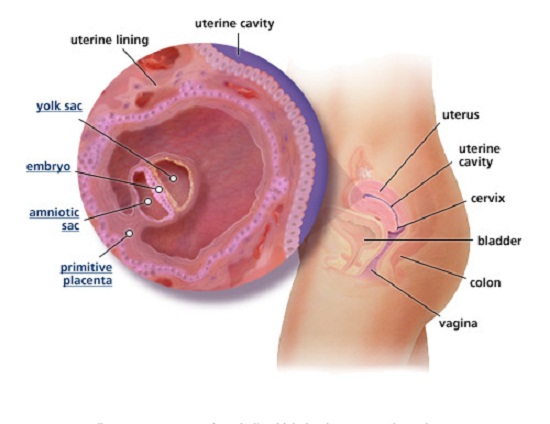 uterine cavity
uterine lining
yolk sac
embryo
amniotic
sac
primitive
placenta
uterus
uterine
cavity
cervix
bladder
colon
vagina